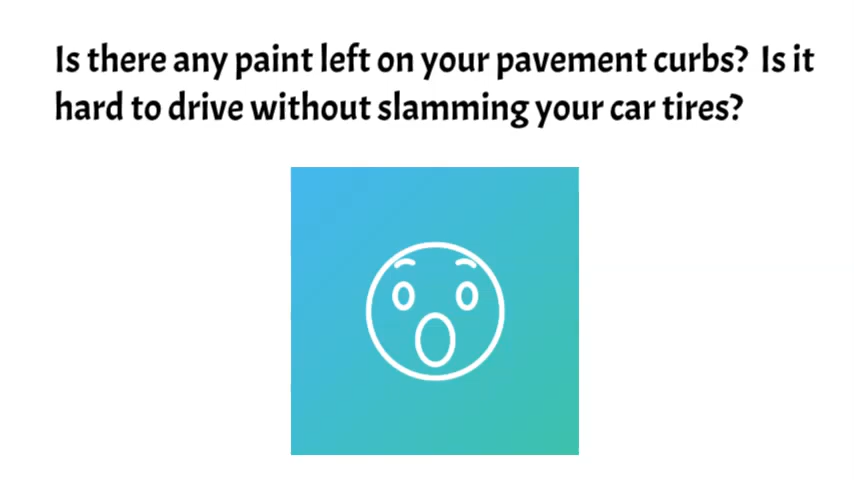 Is there any paint left on your pavement curbs?  Is it
hard to drive without slamming your car tires?